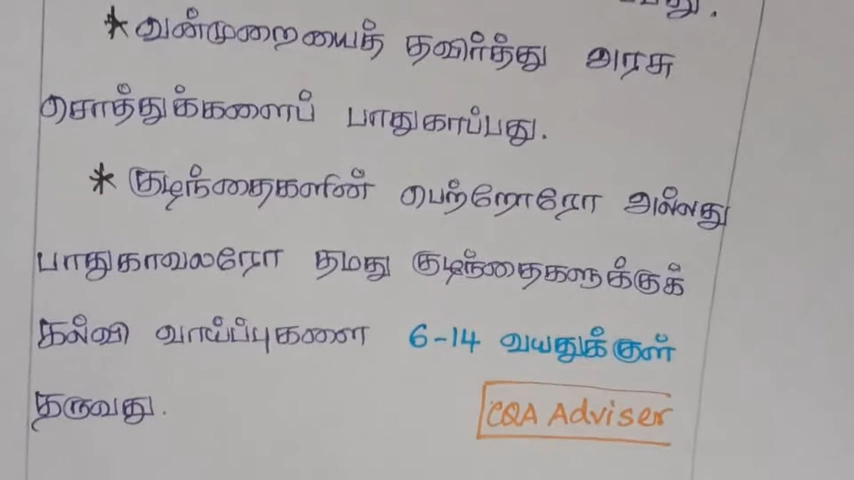 * வன்முறையைத் தவிர்த்து அரசு
சொத்துக்களைப் பாதுகாப்பது.
* குழந்தைகளின் பெற்றோரோ அல்லது
பாதுகாவலரோ தமது குழந்தைகளுக்குக்
கல்வி வாய்ப்புகளை 6-14 வயதுக்குள்
தருவது.
CQA Adviser